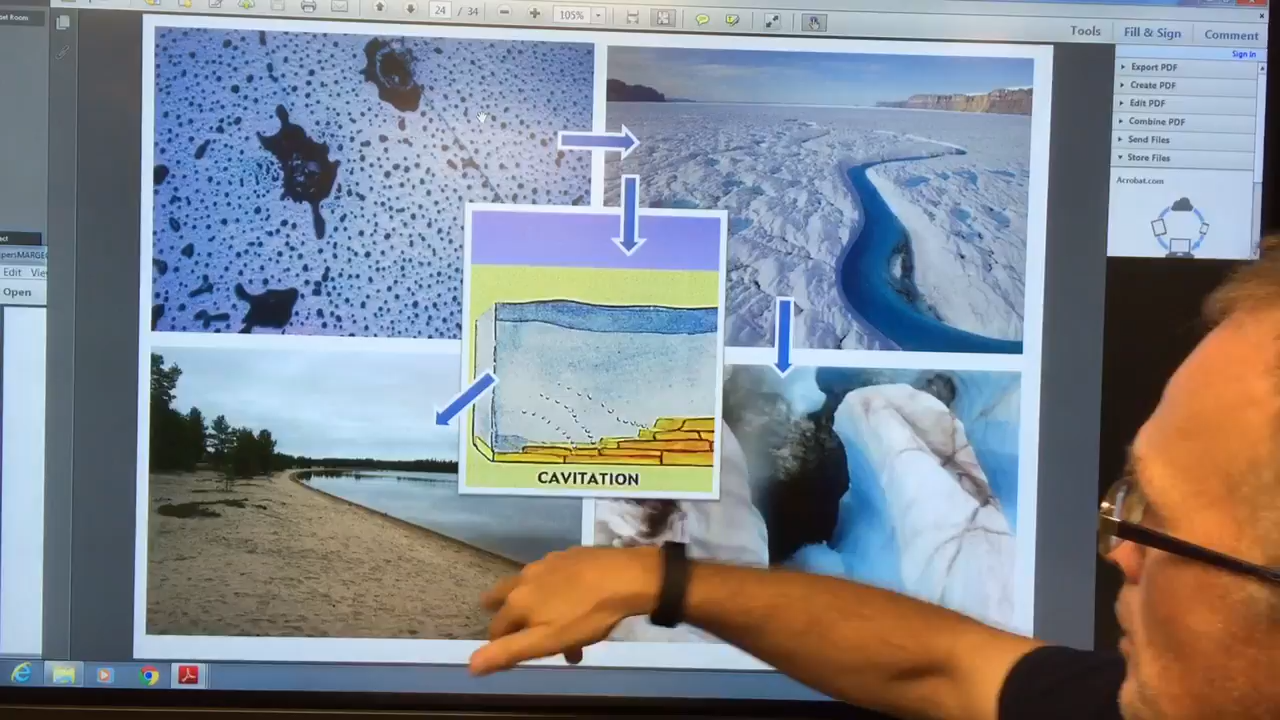 24 / 34
105%
Tools
Fill & Sign
Comment
Sign In
Export PDF
Create PDF
Edit PDF
Combine PDF
Send Files
Store Files
Acrobat.com
Edit
Open
CAVITATION